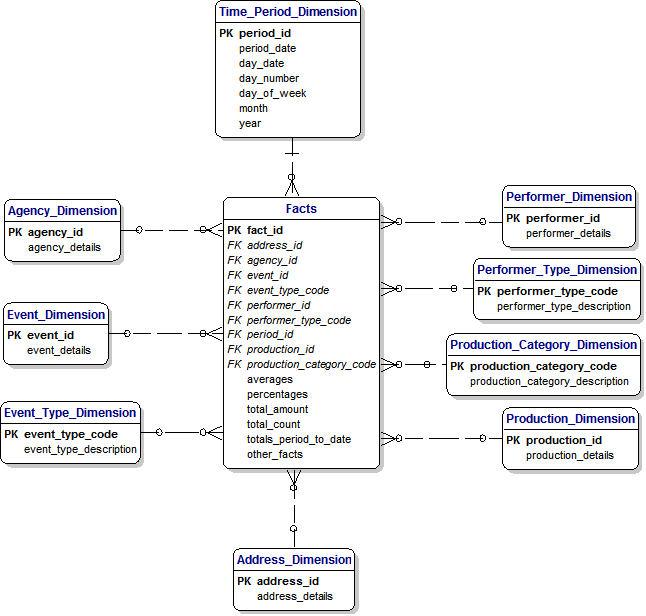 Time_Period_Dimension
PK period_id
period_date
day_date
day_number
day_of_week
month
year
Agency_Dimension
PK agency_id
agency_details
Event_Dimension
PK event_id
event_details
Event_Type_Dimension
PK event_type_code
event_type_description
Facts
PK fact_id
FK address_id
FK agency_id
FK event_id
FK event_type_code
FK performer_id
FK performer_type_code
FK period_id
FK production_id
FK production_category_code
averages
percentages
total_amount
total_count
totals_period_to_date
other_facts
Performer_Dimension
PK performer_id
performer_details
Performer_Type_Dimension
PK performer_type_code
performer_type_description
Production_Category_Dimension
PK production_category_code
production_category_description
Production_Dimension
PK production_id
production_details
Address_Dimension
PK address_id
address_details